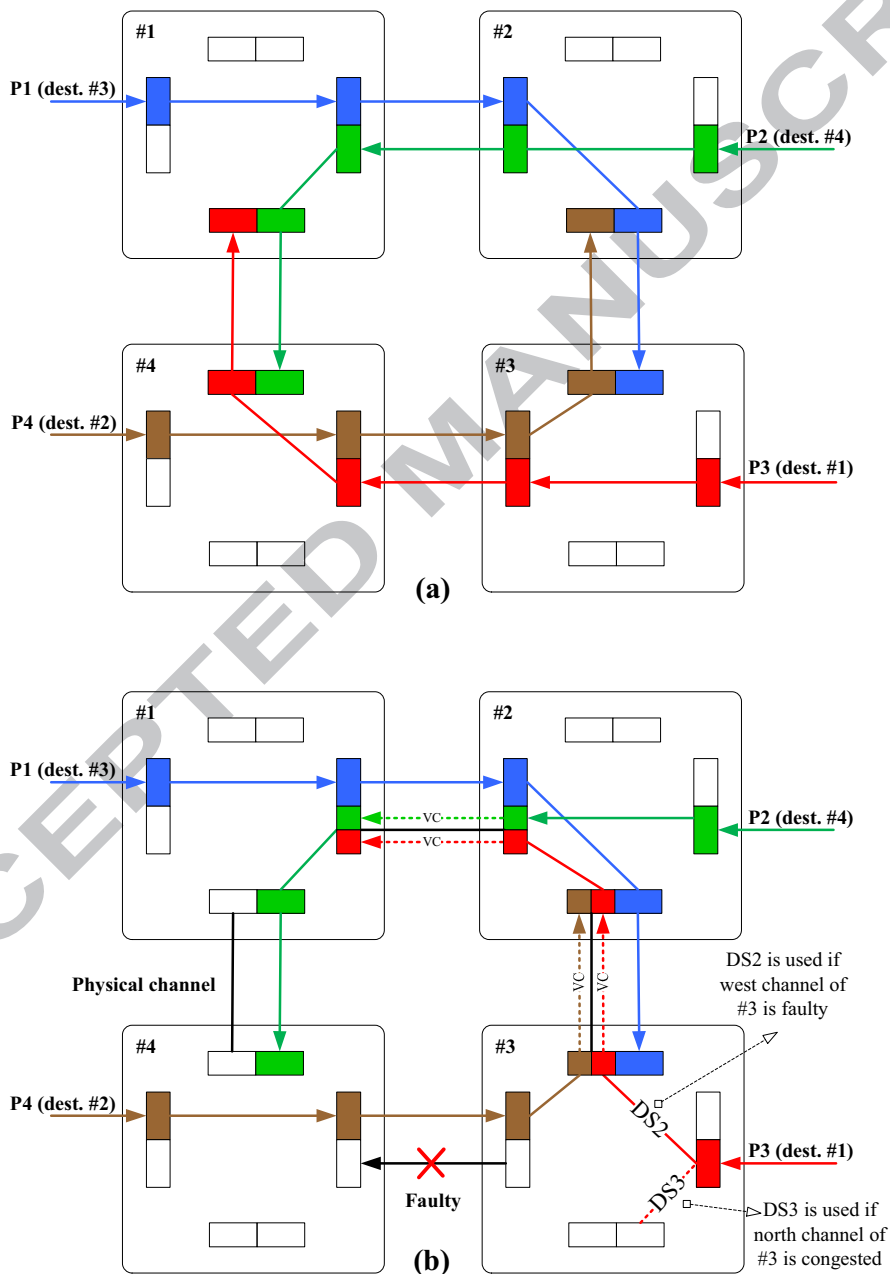 #1
#2
P1 (dest. #3)
P2 (dest. #4)
#4
#3
P4 (dest. #2)
P3 (dest. #1)
(a)
CEPTED MANUSCR
#1
#2
P1 (dest. #3)
VC
VC
P2 (dest. #4)
Physical channel
VC
VC
DS2 is used if
west channel of
#3 is faulty
#4
#3
P4 (dest. #2)
DS2
P3 (dest. #1)
Faulty
DS3
DS3 is used if
north channel of
#3 is congested
(b)